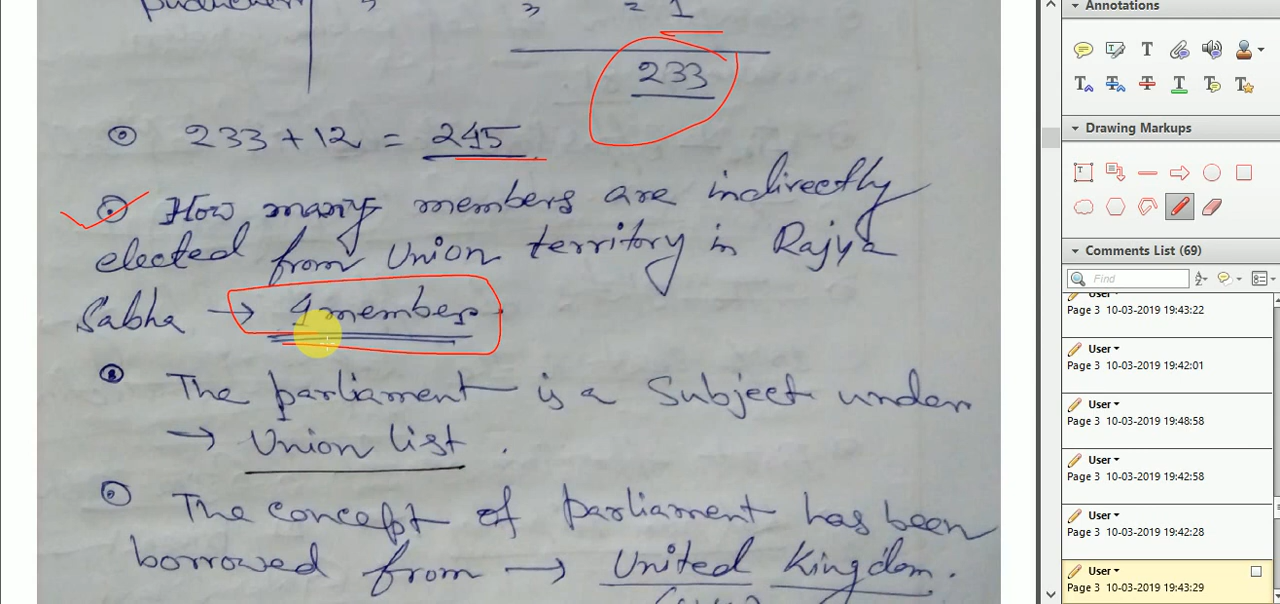 Puducherry " " = 1
233
233 + 12 = 245
How many members are indirectly
elected from Union territory in Rajya
Sabha → 4 members
The parliament is a Subject under
→ Union list.
The concept of parliament has been
borrowed from → United Kingdom.
Annotations
Drawing Markups
Comments List (69)
Find
User
Page 3 10-03-2019 19:43:22
User
Page 3 10-03-2019 19:42:01
User
Page 3 10-03-2019 19:48:58
User
Page 3 10-03-2019 19:42:58
User
Page 3 10-03-2019 19:42:28
User
Page 3 10-03-2019 19:43:29